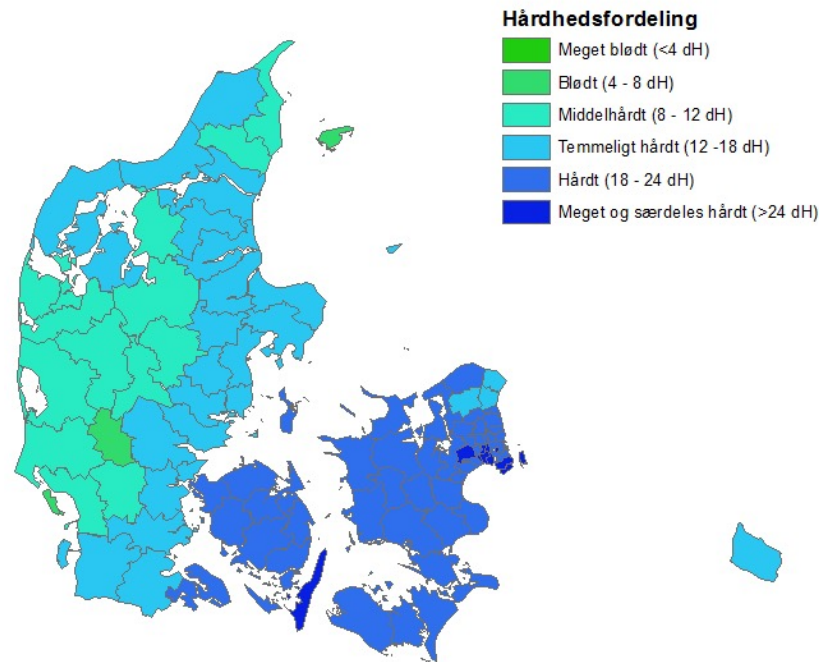 Hårdhedsfordeling
Meget blødt (<4 dH)
Blødt (4 - 8 dH)
Middelhårdt (8 - 12 dH)
Temmeligt hårdt (12 -18 dH)
Hårdt (18 - 24 dH)
Meget og særdeles hårdt (>24 dH)